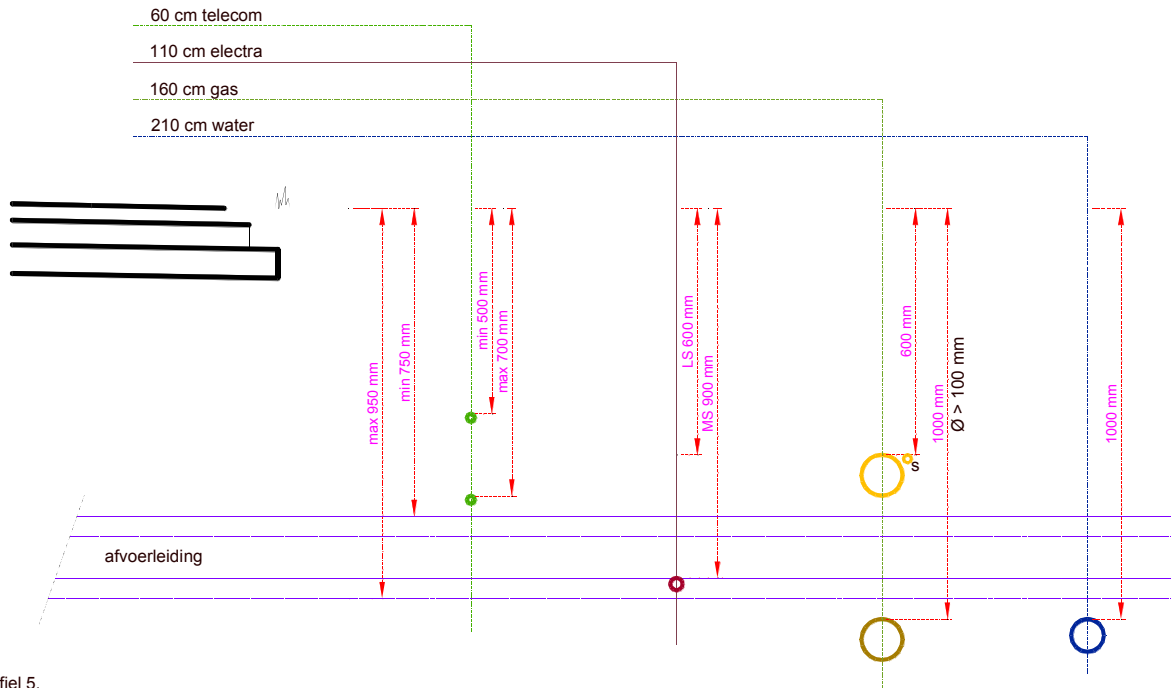 60 cm telecom
110 cm electra
160 cm gas
210 cm water
max 950 mm
min 750 mm
min 500 mm
max 700 mm
LS 600 mm
MS 900 mm
600 mm
1000 mm
Ø > 100 mm
1000 mm
s
afvoerleiding
fiel 5.